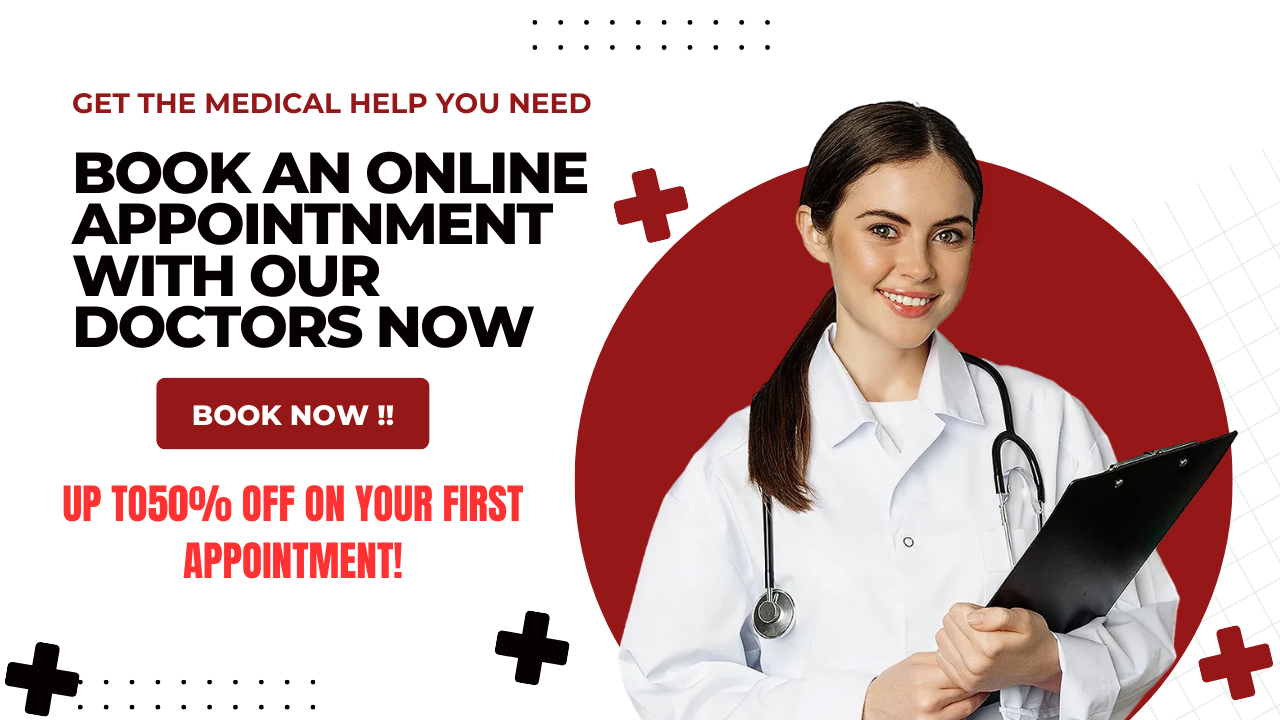 GET THE MEDICAL HELP YOU NEED
BOOK AN ONLINE
APPOINTNMENT
WITH OUR
DOCTORS NOW
BOOK NOW !!
UP TO50% OFF ON YOUR FIRST
APPOINTMENT!